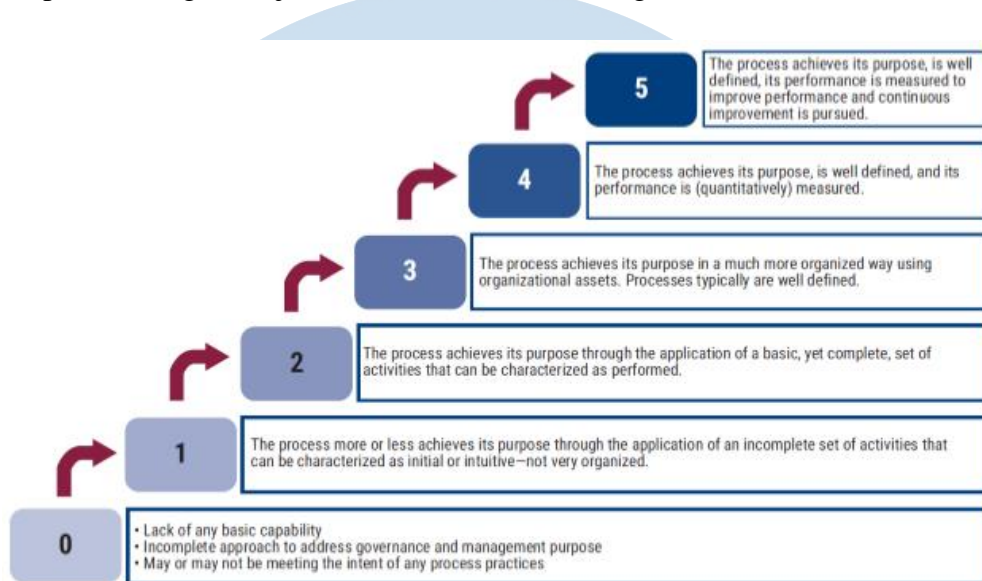 5
The process achieves its purpose, is well
defined, its performance is measured to
improve performance and continuous
improvement is pursued.
4
The process achieves its purpose, is well defined, and its
performance is (quantitatively) measured.
3
The process achieves its purpose in a much more organized way using
organizational assets. Processes typically are well defined.
2
The process achieves its purpose through the application of a basic, yet complete, set of
activities that can be characterized as performed.
1
The process more or less achieves its purpose through the application of an incomplete set of activities that
can be characterized as initial or intuitive—not very organized.
0
• Lack of any basic capability
• Incomplete approach to address governance and management purpose
• May or may not be meeting the intent of any process practices